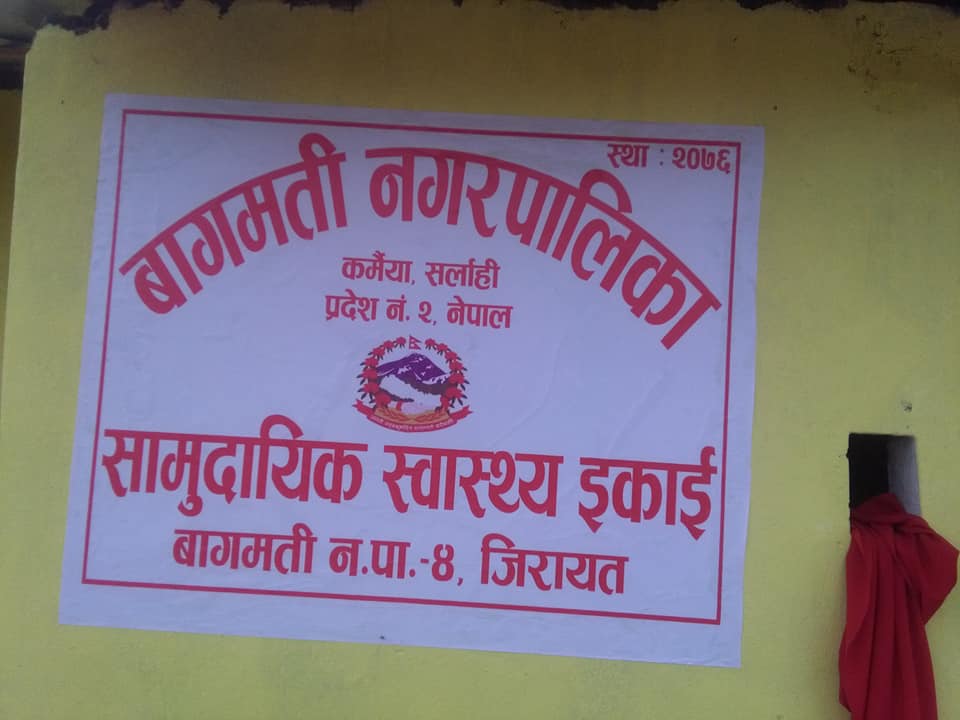 स्था : २०७६
बागमती नगरपालिका
कर्मैया, सर्लाही
प्रदेश नं. २, नेपाल
सामुदायिक स्वास्थ्य इकाई
बागमती न.पा.-४, जिरायत